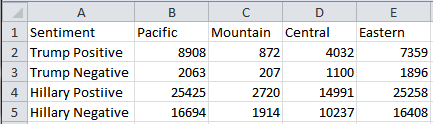 A B C D E
1 Sentiment Pacific Mountain Central Eastern
2 Trump Positive 8908 872 4032 7359
3 Trump Negative 2063 207 1100 1896
4 Hillary Postiive 25425 2720 14991 25258
5 Hillary Negative 16694 1914 10237 16408